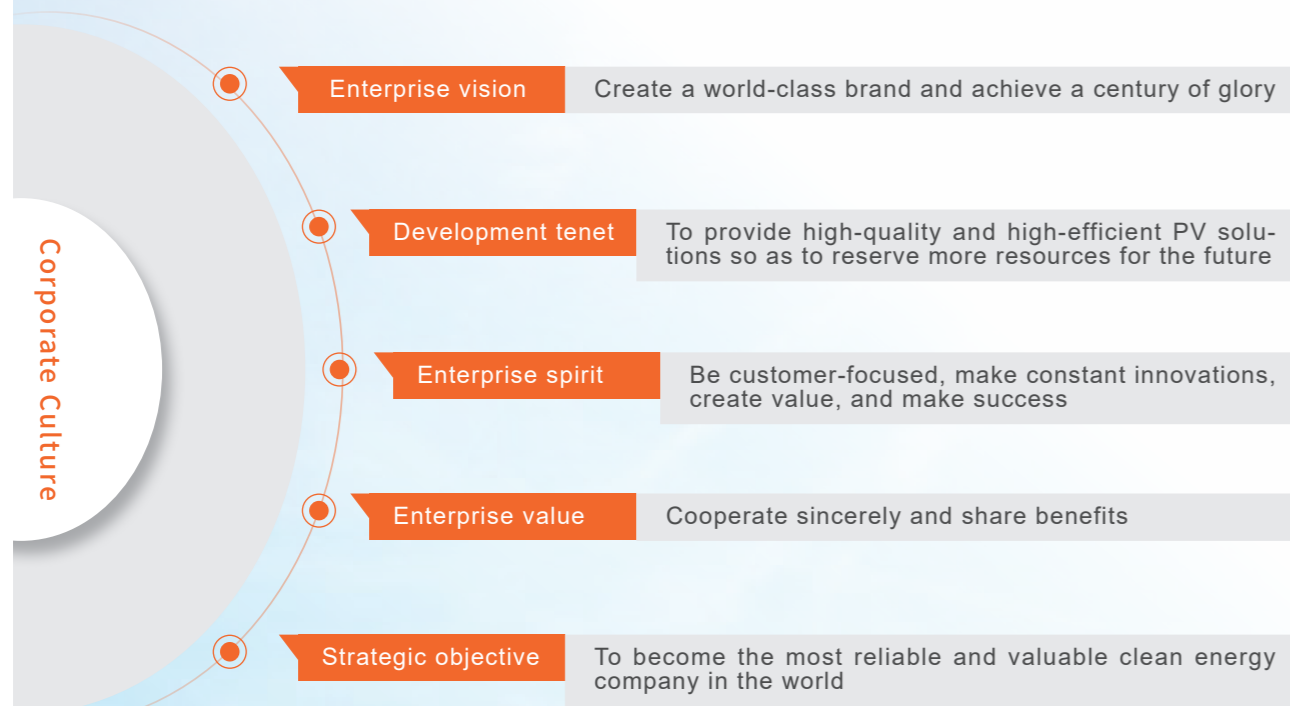 Corporate Culture
Enterprise vision
Create a world-class brand and achieve a century of glory
Development tenet
To provide high-quality and high-efficient PV solu-
tions so as to reserve more resources for the future
Enterprise spirit
Be customer-focused, make constant innovations,
create value, and make success
Enterprise value
Cooperate sincerely and share benefits
Strategic objective
To become the most reliable and valuable clean energy
company in the world